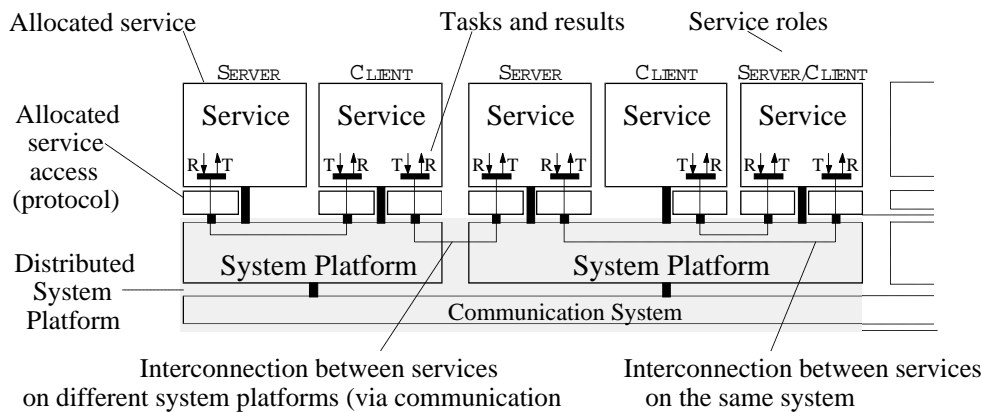 Allocated service
Tasks and results
Service roles
SERVER
CLIENT
SERVER
CLIENT
SERVER/CLIENT
Service
Service
Service
Service
Service
Allocated
service
access
(protocol)
R T
T R
T R
R T
R T
T R
R T
T R
System Platform
System Platform
Distributed
System
Platform
Communication System
Interconnection between services
on different system platforms (via communication
Interconnection between services
on the same system